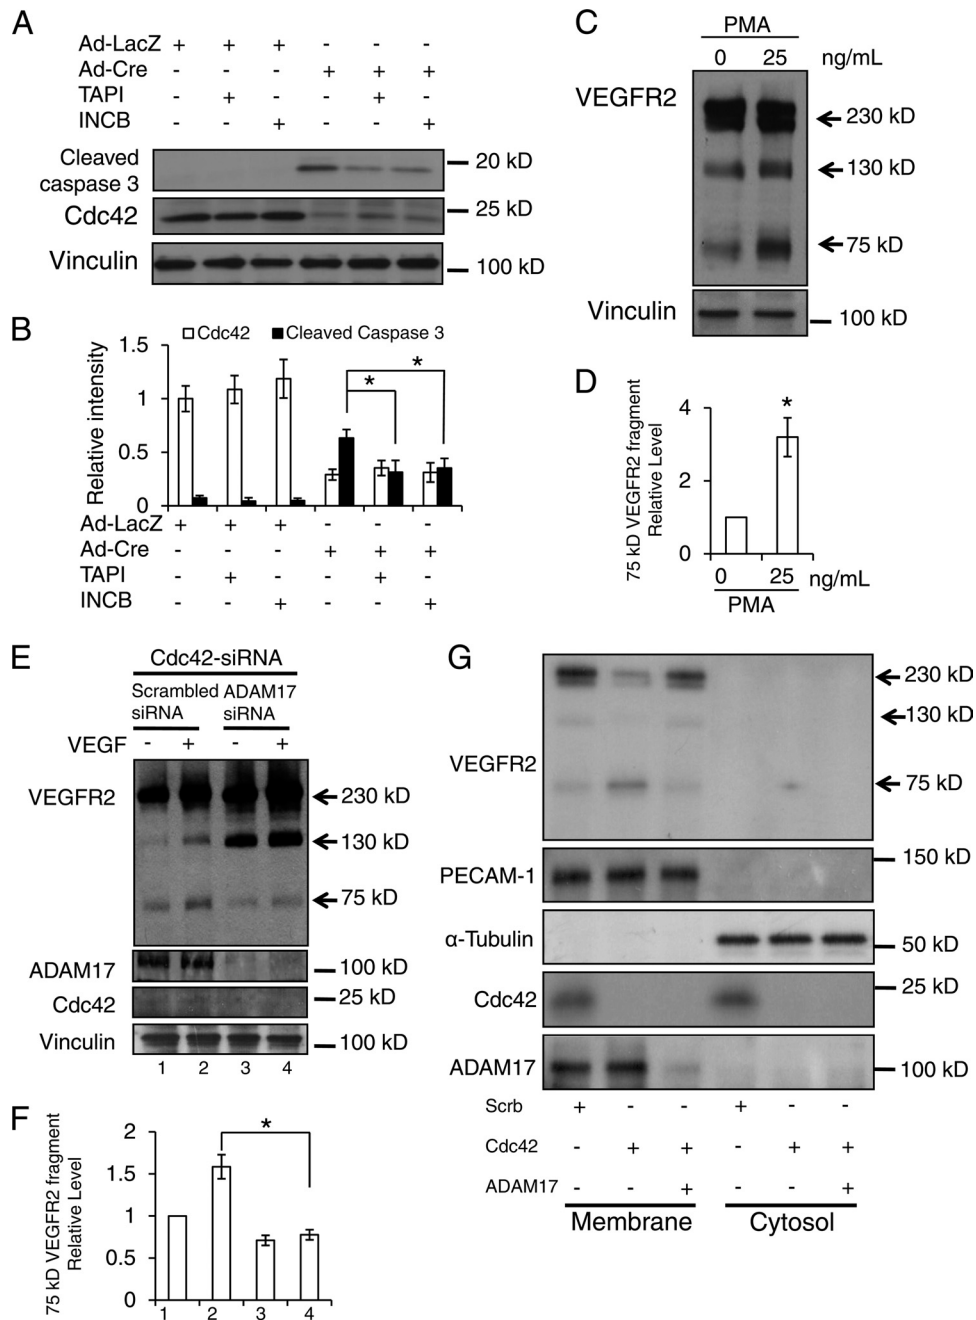 A
Ad-LacZ + + + - - -
Ad-Cre - - - + + +
TAPI - + - - + -
INCB - - + - - +
Cleaved
caspase 3
20 kD
Cdc42
25 kD
Vinculin
100 kD
B
Cdc42 Cleaved Caspase 3
Relative intensity
1.5
1
0.5
0
* *
Ad-LacZ + + + - - -
Ad-Cre - - - + + +
TAPI - + - - + -
INCB - - + - - +
C
PMA
0 25 ng/mL
VEGFR2
230 kD
130 kD
75 kD
Vinculin
100 kD
D
75 kD VEGFR2 fragment
Relative Level
4
2
0
*
0 25 ng/mL
PMA
E
Cdc42-siRNA
Scrambled ADAM17
siRNA siRNA
VEGF - + - +
VEGFR2
230 kD
130 kD
75 kD
ADAM17
100 kD
Cdc42
25 kD
Vinculin
100 kD
1 2 3 4
F
75 kD VEGFR2 fragment
Relative Level
2
1.5
1
0.5
0
*
1 2 3 4
G
VEGFR2
230 kD
130 kD
75 kD
PECAM-1
150 kD
α-Tubulin
50 kD
Cdc42
25 kD
ADAM17
100 kD
Scrb + - - + - -
Cdc42 - + + - + +
ADAM17 - - + - - +
Membrane Cytosol